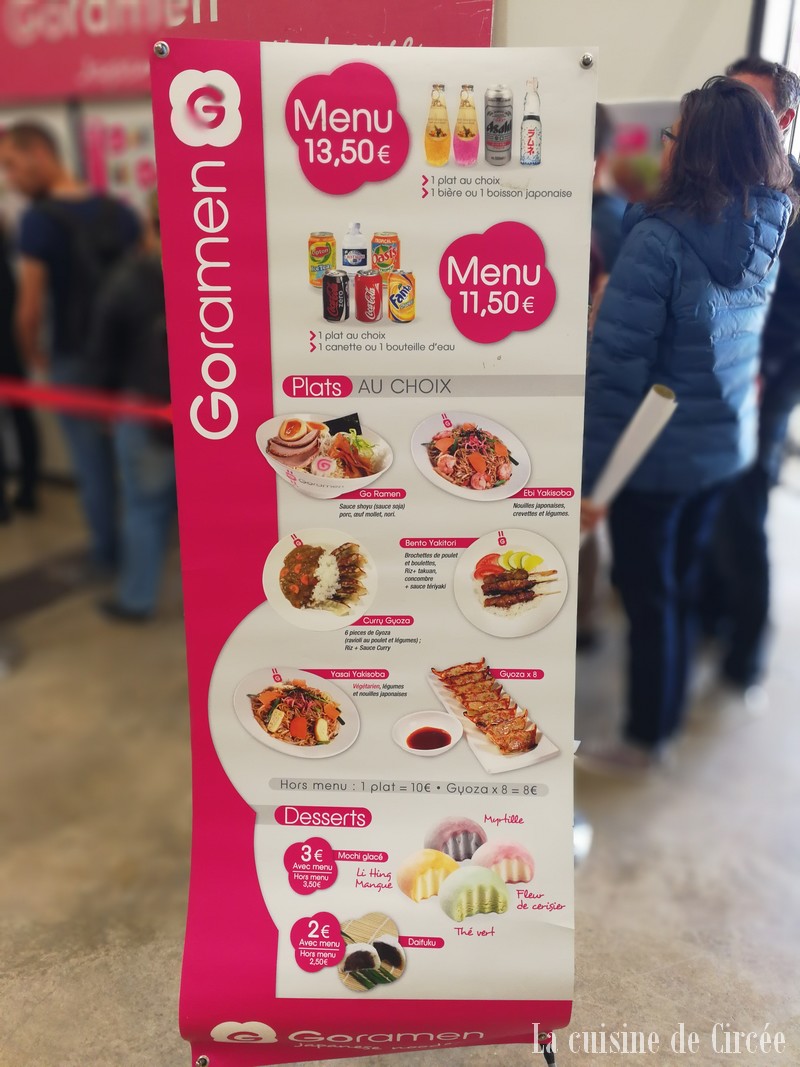 Goramen
G
Goramen
Menu
13,50€
1 plat au choix
1 bière ou 1 boisson japonaise
Menu
11,50€
1 plat au choix
1 canette ou 1 bouteille d'eau
Plats AU CHOIX
Go Ramen
Sauce shoyu (sauce soja)
porc, œuf mollet, nori.
Ebi Yakisoba
Nouilles japonaises,
crevettes et légumes.
Bento Yakitori
Brochettes de poulet
et boulettes,
Riz+ takuan,
concombre
+ sauce tériyaki
Curry Gyoza
6 pieces de Gyoza
(ravioli au poulet et légumes) ;
Riz + Sauce Curry
Yasai Yakisoba
Végétarien, légumes
et nouilles japonaises
Gyoza x 8
Hors menu : 1 plat = 10€ • Gyoza x 8 = 8€
Desserts
3€
Avec menu
Hors menu
3,50€
Mochi glacé
Myrtille
Li Hing
Mangue
Fleur
de cerisier
Thé vert
2€
Avec menu
Hors menu
2,50€
Daifuku
G Goramen
La cuisine de Circée